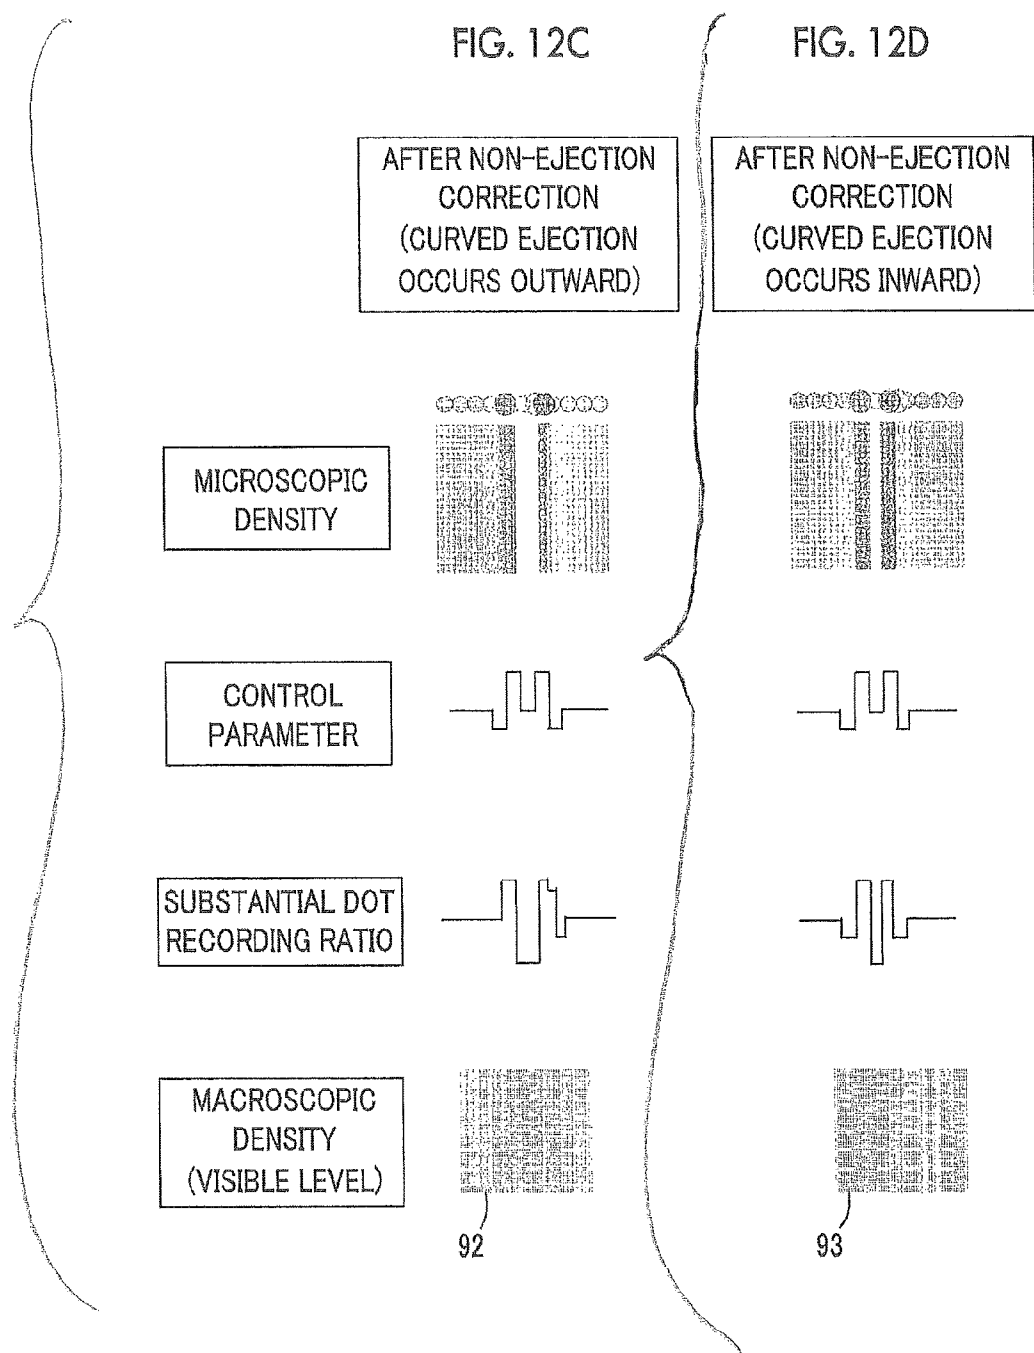 FIG. 12C
FIG. 12D
AFTER NON-EJECTION
CORRECTION
(CURVED EJECTION
OCCURS OUTWARD)
AFTER NON-EJECTION
CORRECTION
(CURVED EJECTION
OCCURS INWARD)
MICROSCOPIC
DENSITY
CONTROL
PARAMETER
SUBSTANTIAL DOT
RECORDING RATIO
MACROSCOPIC
DENSITY
(VISIBLE LEVEL)
92
93